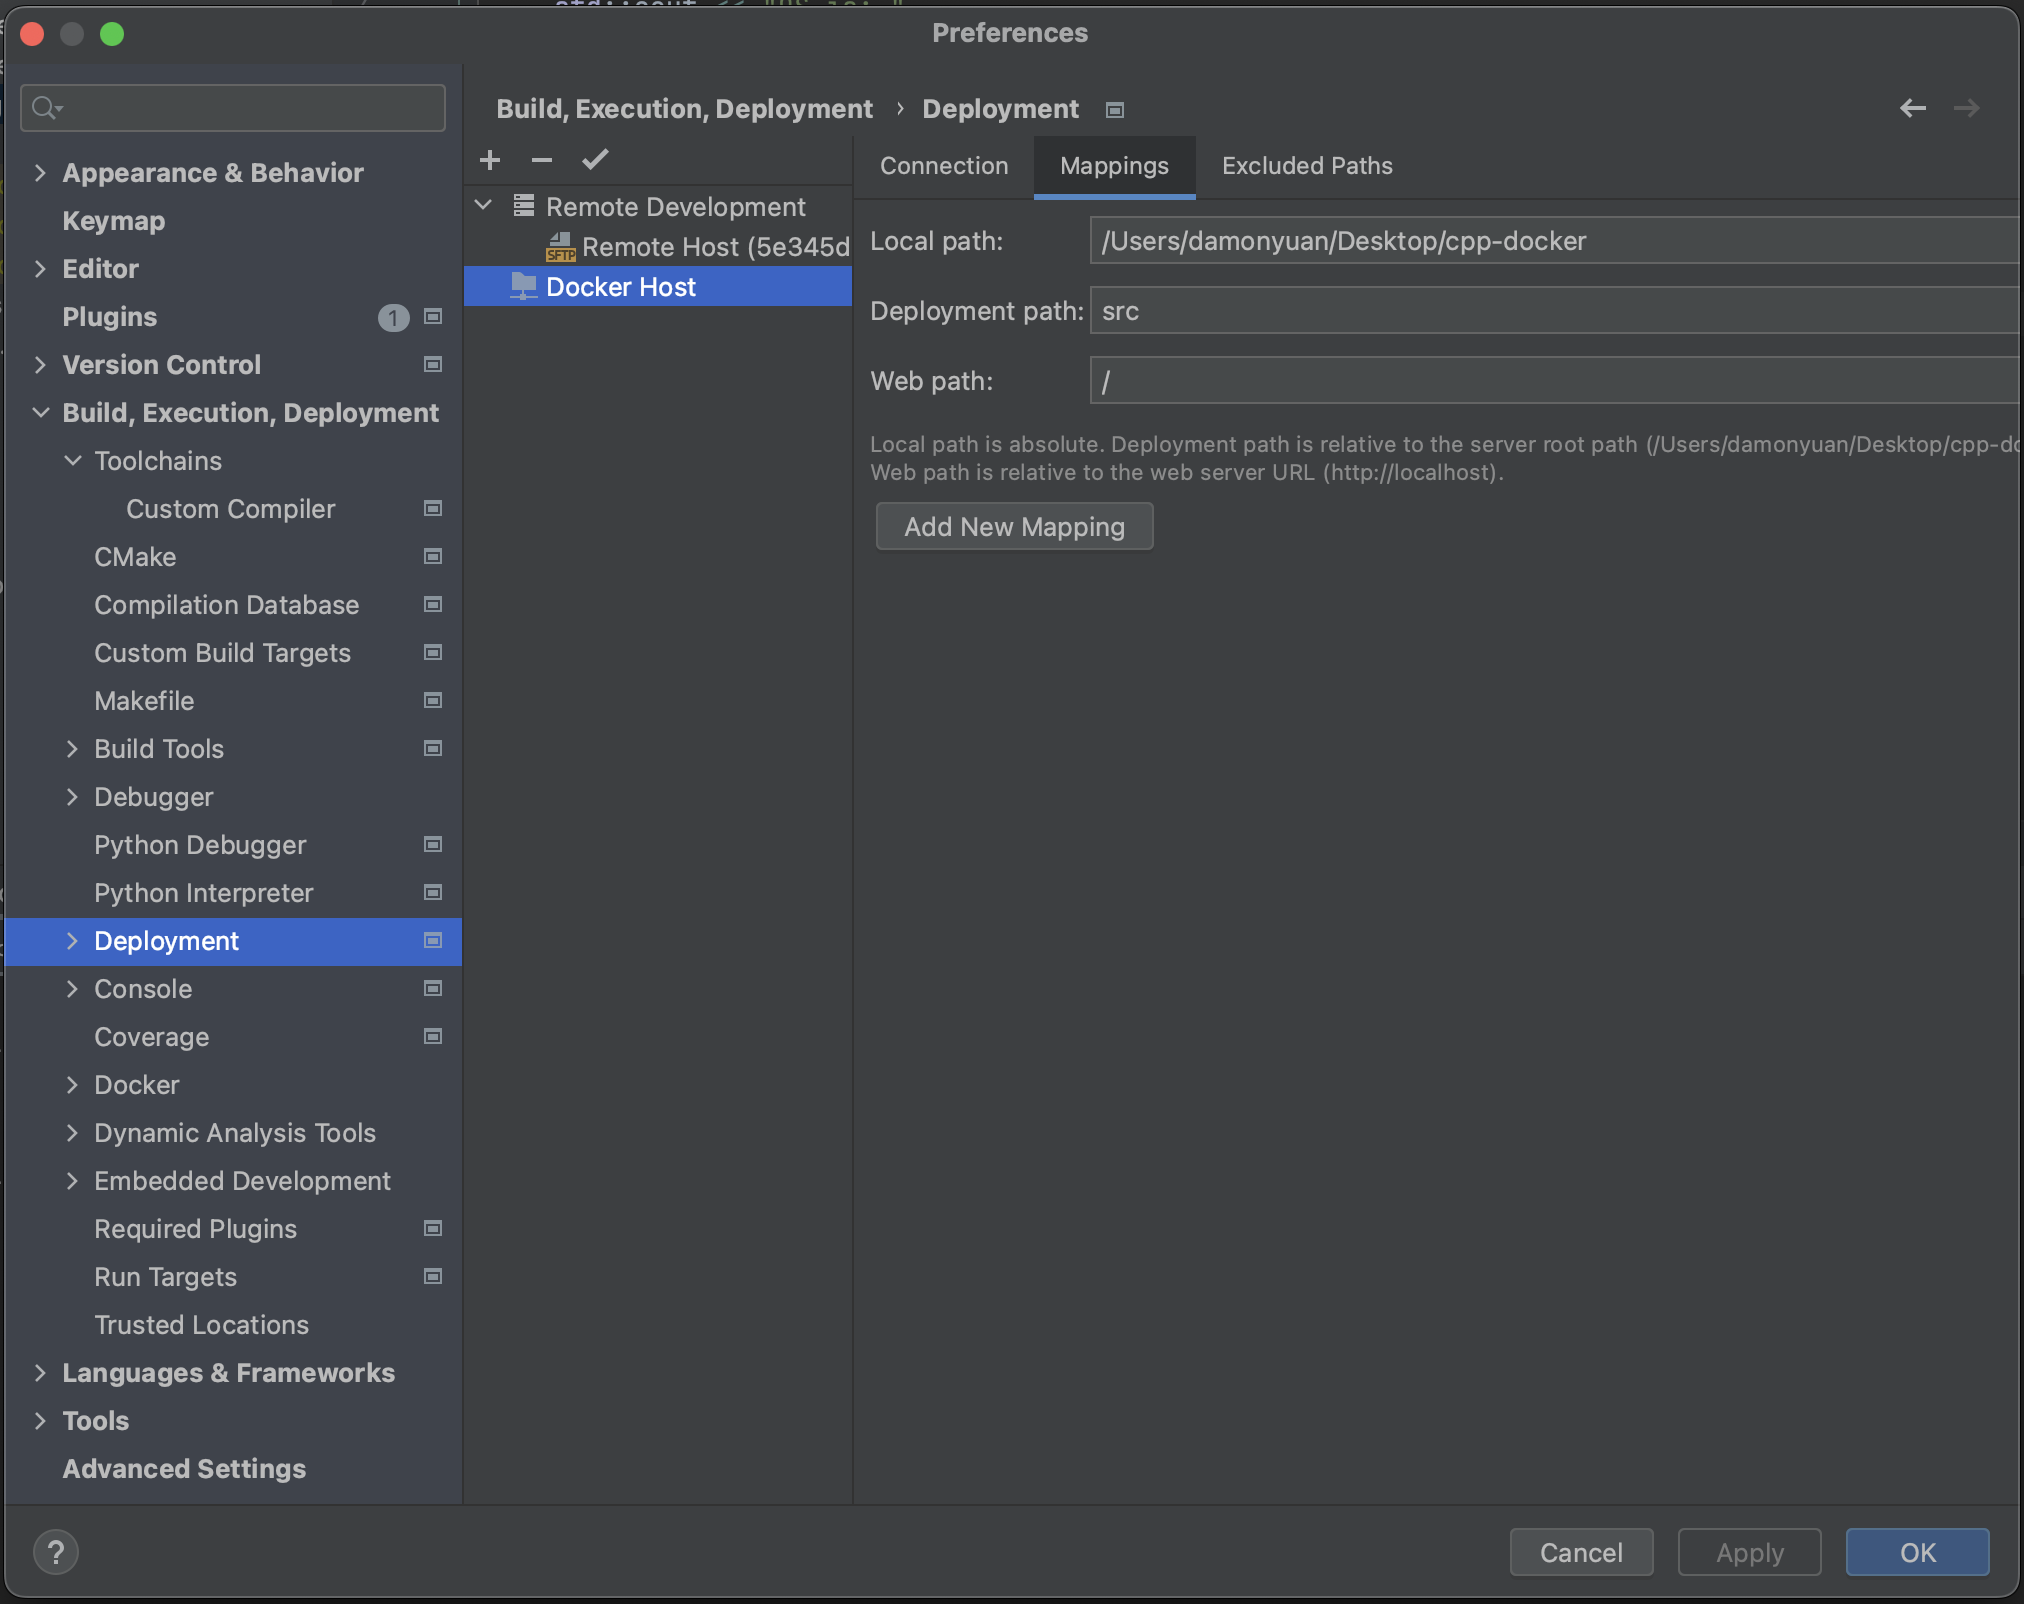 Preferences
Appearance & Behavior
Keymap
Editor
Plugins 1
Version Control
Build, Execution, Deployment
Toolchains
Custom Compiler
CMake
Compilation Database
Custom Build Targets
Makefile
Build Tools
Debugger
Python Debugger
Python Interpreter
Deployment
Console
Coverage
Docker
Dynamic Analysis Tools
Embedded Development
Required Plugins
Run Targets
Trusted Locations
Languages & Frameworks
Tools
Advanced Settings
Build, Execution, Deployment › Deployment
Remote Development
SFTP Remote Host (5e345d
Docker Host
Connection Mappings Excluded Paths
Local path: /Users/damonyuan/Desktop/cpp-docker
Deployment path: src
Web path: /
Local path is absolute. Deployment path is relative to the server root path (/Users/damonyuan/Desktop/cpp-do
Web path is relative to the web server URL (http://localhost).
Add New Mapping
?
Cancel Apply OK